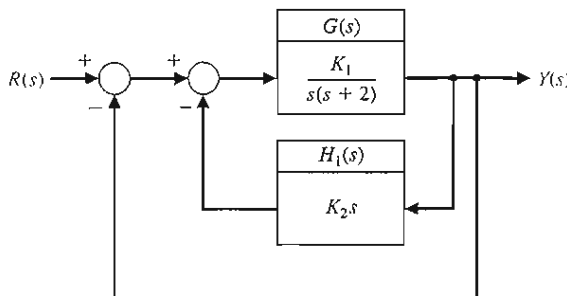 G(s)
R(s) + − + − K₁ / s(s + 2) Y(s)
H₁(s)
K₂s